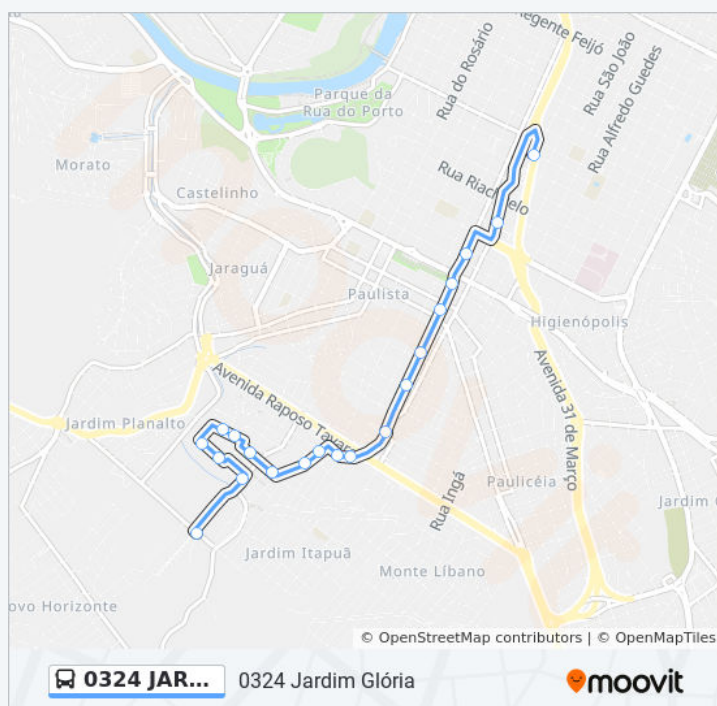 Regente Feijó
Rua São João
Rua do Rosário
Rua Alfredo Guedes
Parque da
Rua do Porto
Morato
Castelinho
Rua Riachuelo
Jaraguá
Paulista
Higienópolis
Avenida Raposo Tavares
Avenida 31 de Março
Jardim Planalto
Rua Ingá
Paulicéia
Jardim
Jardim Itapuã
Monte Líbano
ovo Horizonte
© OpenStreetMap contributors | © OpenMapTiles
0324 JAR...
0324 Jardim Glória
moovit